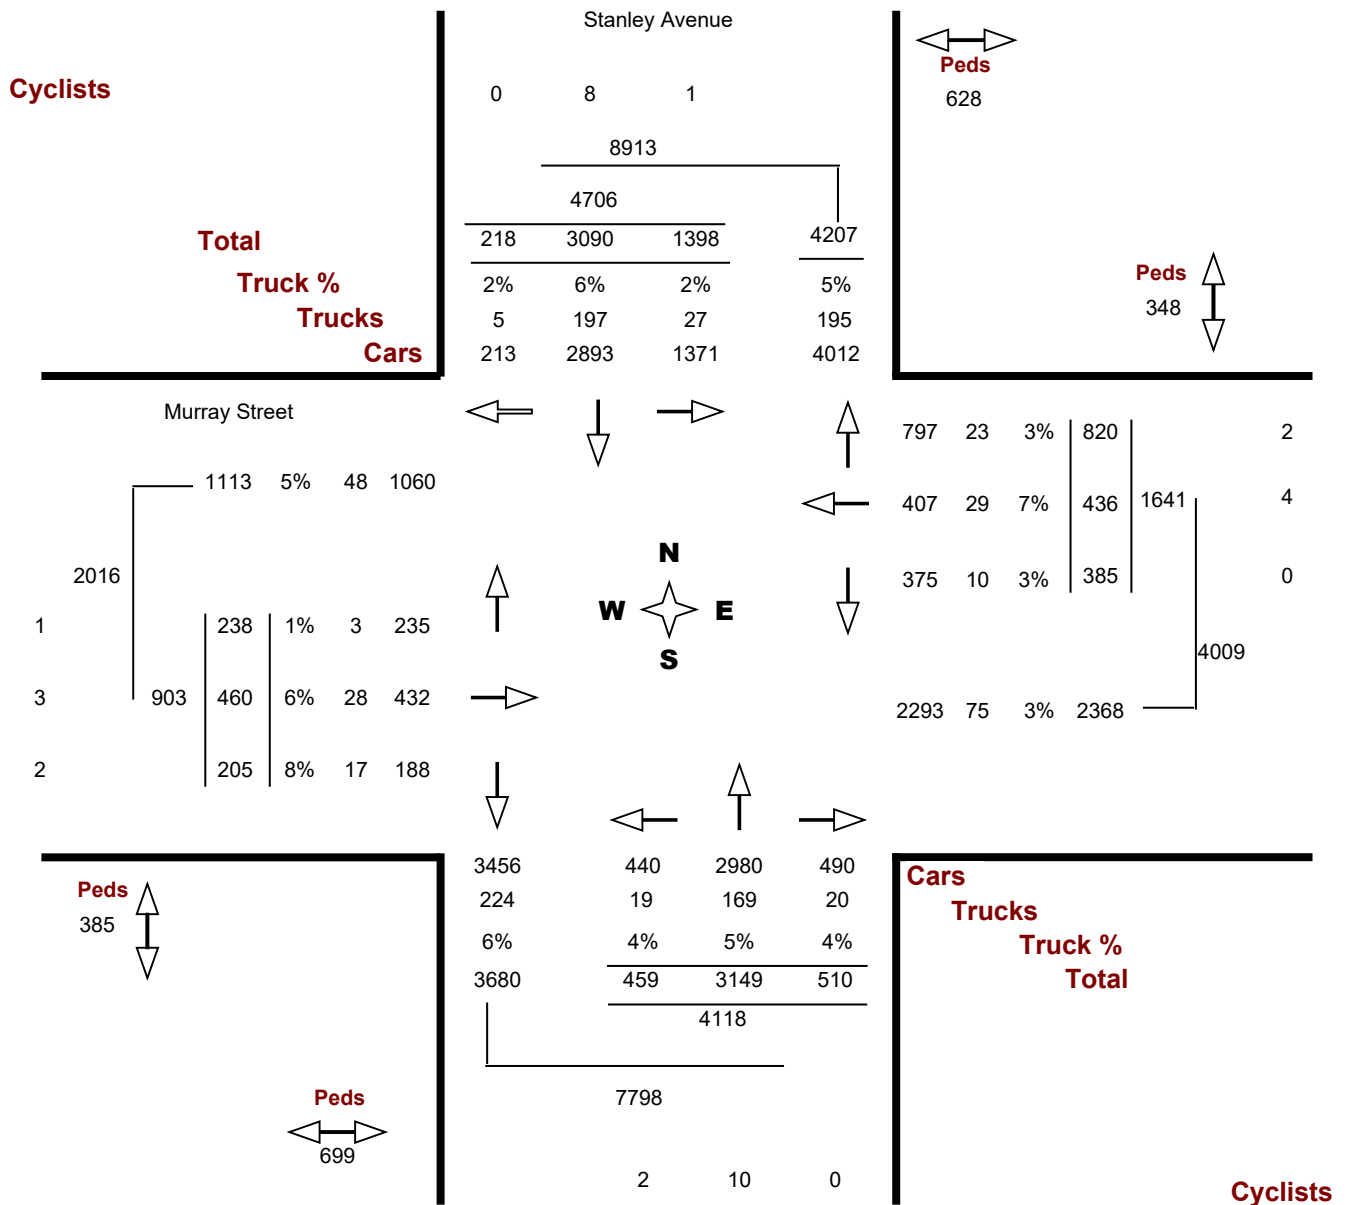 Stanley Avenue
Peds
628
Cyclists
0 8 1
8913
4706
Total 218 3090 1398 4207
Truck % 2% 6% 2% 5%
Trucks 5 197 27 195
Cars 213 2893 1371 4012
Peds
348
Murray Street
797 23 3% 820 2
1113 5% 48 1060
407 29 7% 436 1641 4
N
2016
375 10 3% 385 0
W E
S
1 238 1% 3 235
4009
3 903 460 6% 28 432
2293 75 3% 2368
2 205 8% 17 188
3456 440 2980 490 Cars
224 19 169 20 Trucks
6% 4% 5% 4% Truck %
3680 459 3149 510 Total
4118
Peds
385
7798
Peds
699
2 10 0
Cyclists